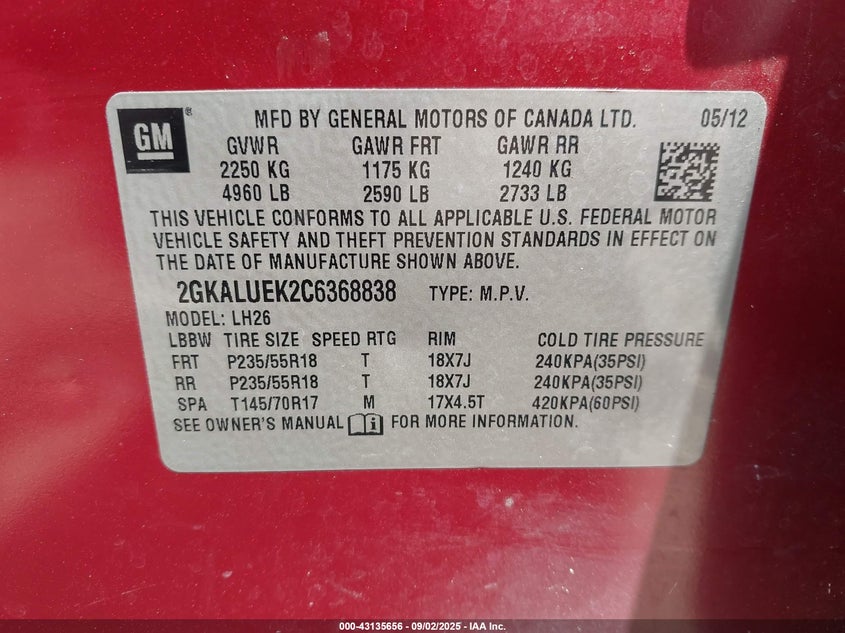 GM ® MFD BY GENERAL MOTORS OF CANADA LTD. 05/12
GVWR GAWR FRT GAWR RR
2250 KG 1175 KG 1240 KG
4960 LB 2590 LB 2733 LB
THIS VEHICLE CONFORMS TO ALL APPLICABLE U.S. FEDERAL MOTOR
VEHICLE SAFETY AND THEFT PREVENTION STANDARDS IN EFFECT ON
THE DATE OF MANUFACTURE SHOWN ABOVE.
2GKALUEK2C6368838 TYPE: M.P.V.
MODEL: LH26
LBBW TIRE SIZE SPEED RTG RIM COLD TIRE PRESSURE
FRT P235/55R18 T 18X7J 240KPA(35PSI)
RR P235/55R18 T 18X7J 240KPA(35PSI)
SPA T145/70R17 M 17X4.5T 420KPA(60PSI)
SEE OWNER'S MANUAL i FOR MORE INFORMATION.
000-43135656 - 09/02/2025 - IAA Inc.